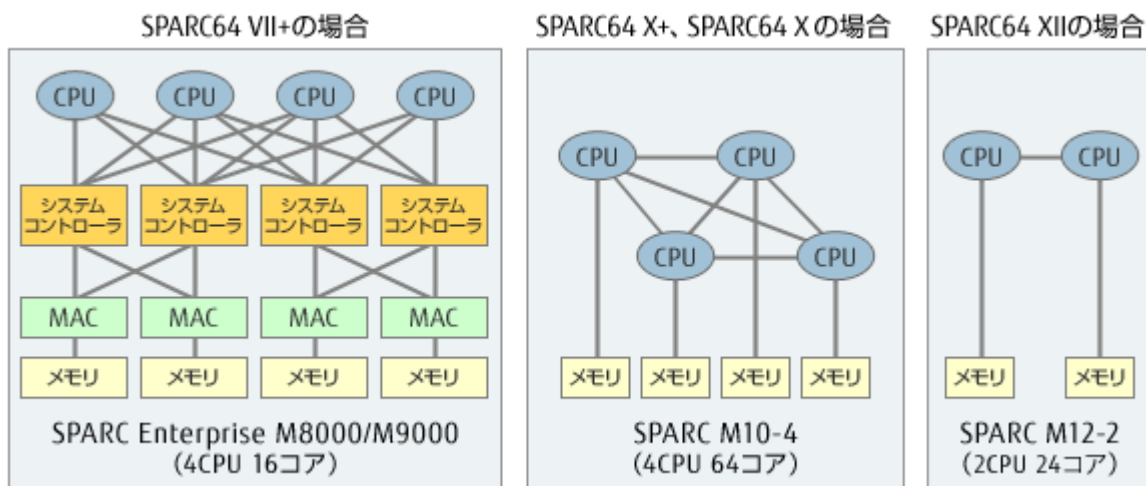 SPARC64 VII+の場合
CPU
CPU
CPU
CPU
システム
コントローラ
システム
コントローラ
システム
コントローラ
システム
コントローラ
MAC
MAC
MAC
MAC
メモリ
メモリ
メモリ
メモリ
SPARC Enterprise M8000/M9000
(4CPU 16コア)
SPARC64 X+、SPARC64 X の場合
CPU
CPU
CPU
CPU
メモリ
メモリ
メモリ
メモリ
SPARC M10-4
(4CPU 64コア)
SPARC64 XIIの場合
CPU
CPU
メモリ
メモリ
SPARC M12-2
(2CPU 24コア)